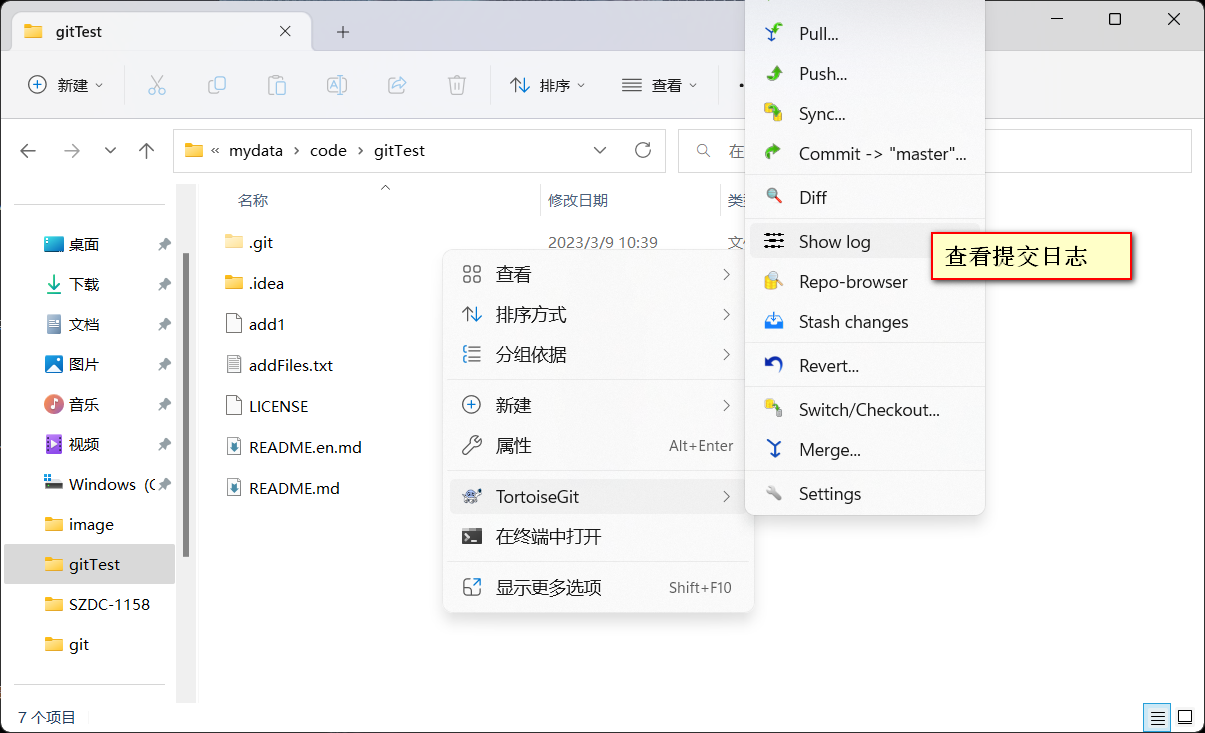 gitTest
新建
排序
查看
mydata
code
gitTest
在
名称
修改日期
桌面
下载
文档
图片
音乐
视频
Windows (C
image
gitTest
SZDC-1158
git
.git
2023/3/9 10:39
.idea
add1
addFiles.txt
LICENSE
README.en.md
README.md
查看
排序方式
分组依据
新建
属性 Alt+Enter
TortoiseGit
在终端中打开
显示更多选项 Shift+F10
Pull...
Push...
Sync...
Commit -> "master"...
Diff
Show log
Repo-browser
Stash changes
Revert...
Switch/Checkout...
Merge...
Settings
查看提交日志
7 个项目